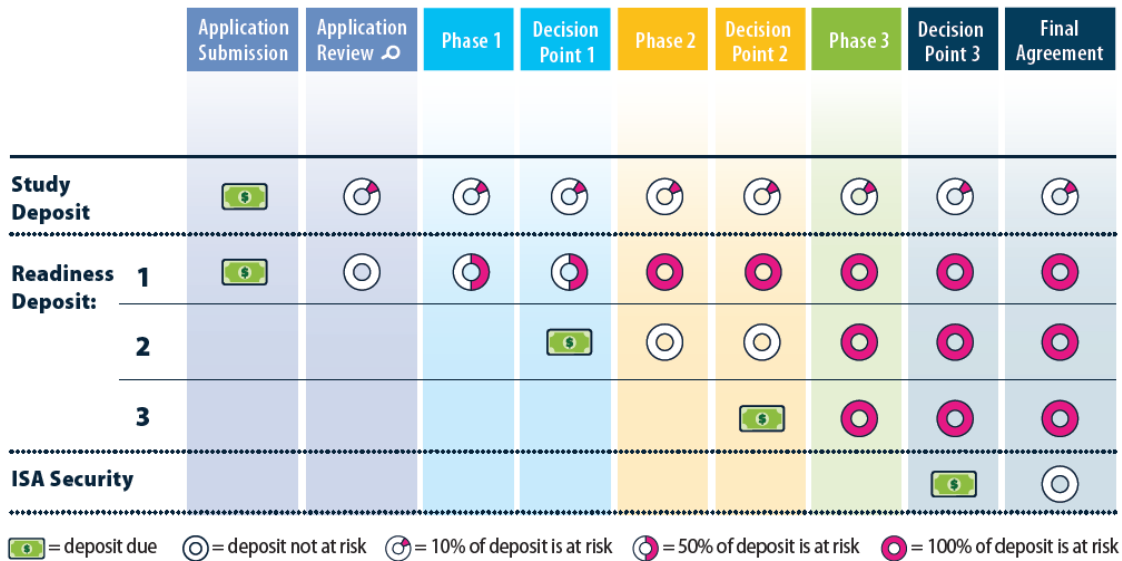 Application Submission
Application Review
Phase 1
Decision Point 1
Phase 2
Decision Point 2
Phase 3
Decision Point 3
Final Agreement
Study Deposit
Readiness Deposit:
1
2
3
ISA Security
= deposit due
= deposit not at risk
= 10% of deposit is at risk
= 50% of deposit is at risk
= 100% of deposit is at risk